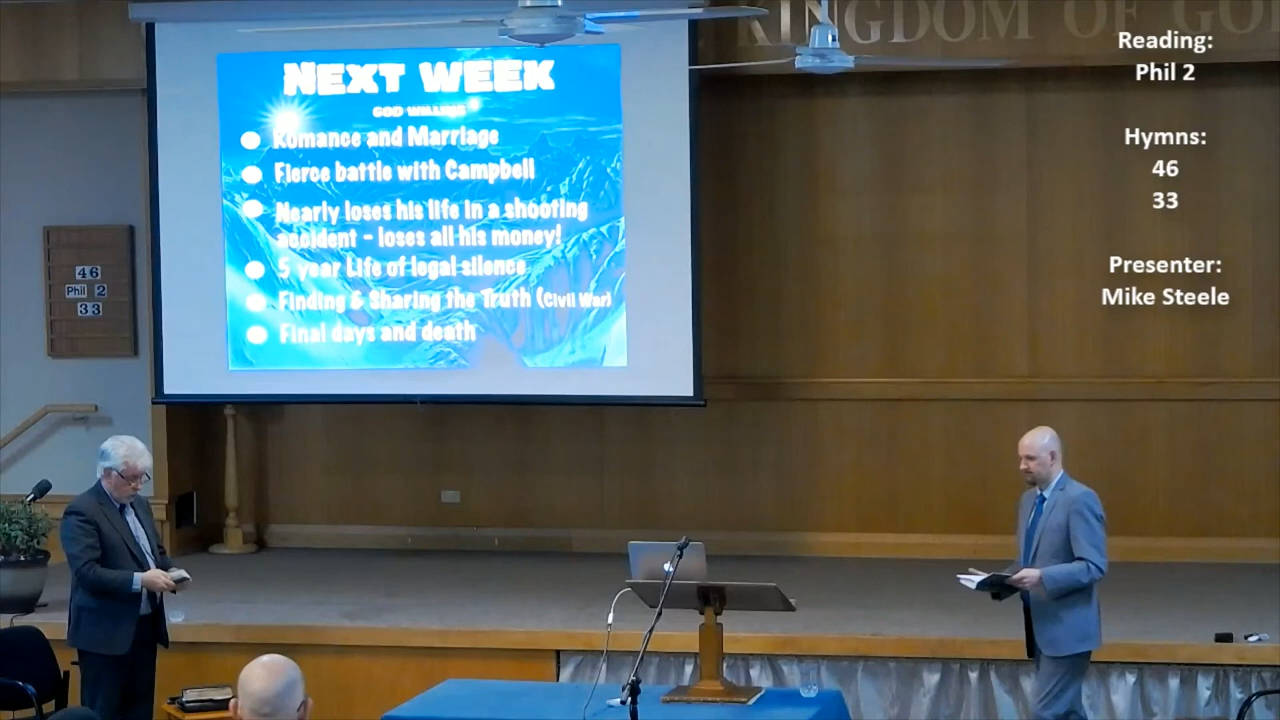 KINGDOM OF GOD
NEXT WEEK
GOD WILLING
Romance and Marriage
Fierce battle with Campbell
Nearly loses his life in a shooting
accident - loses all his money!
5 year Life of legal silence
Finding & Sharing the Truth (Civil War)
Final days and death
46
Phil 2
33
Reading:
Phil 2
Hymns:
46
33
Presenter:
Mike Steele